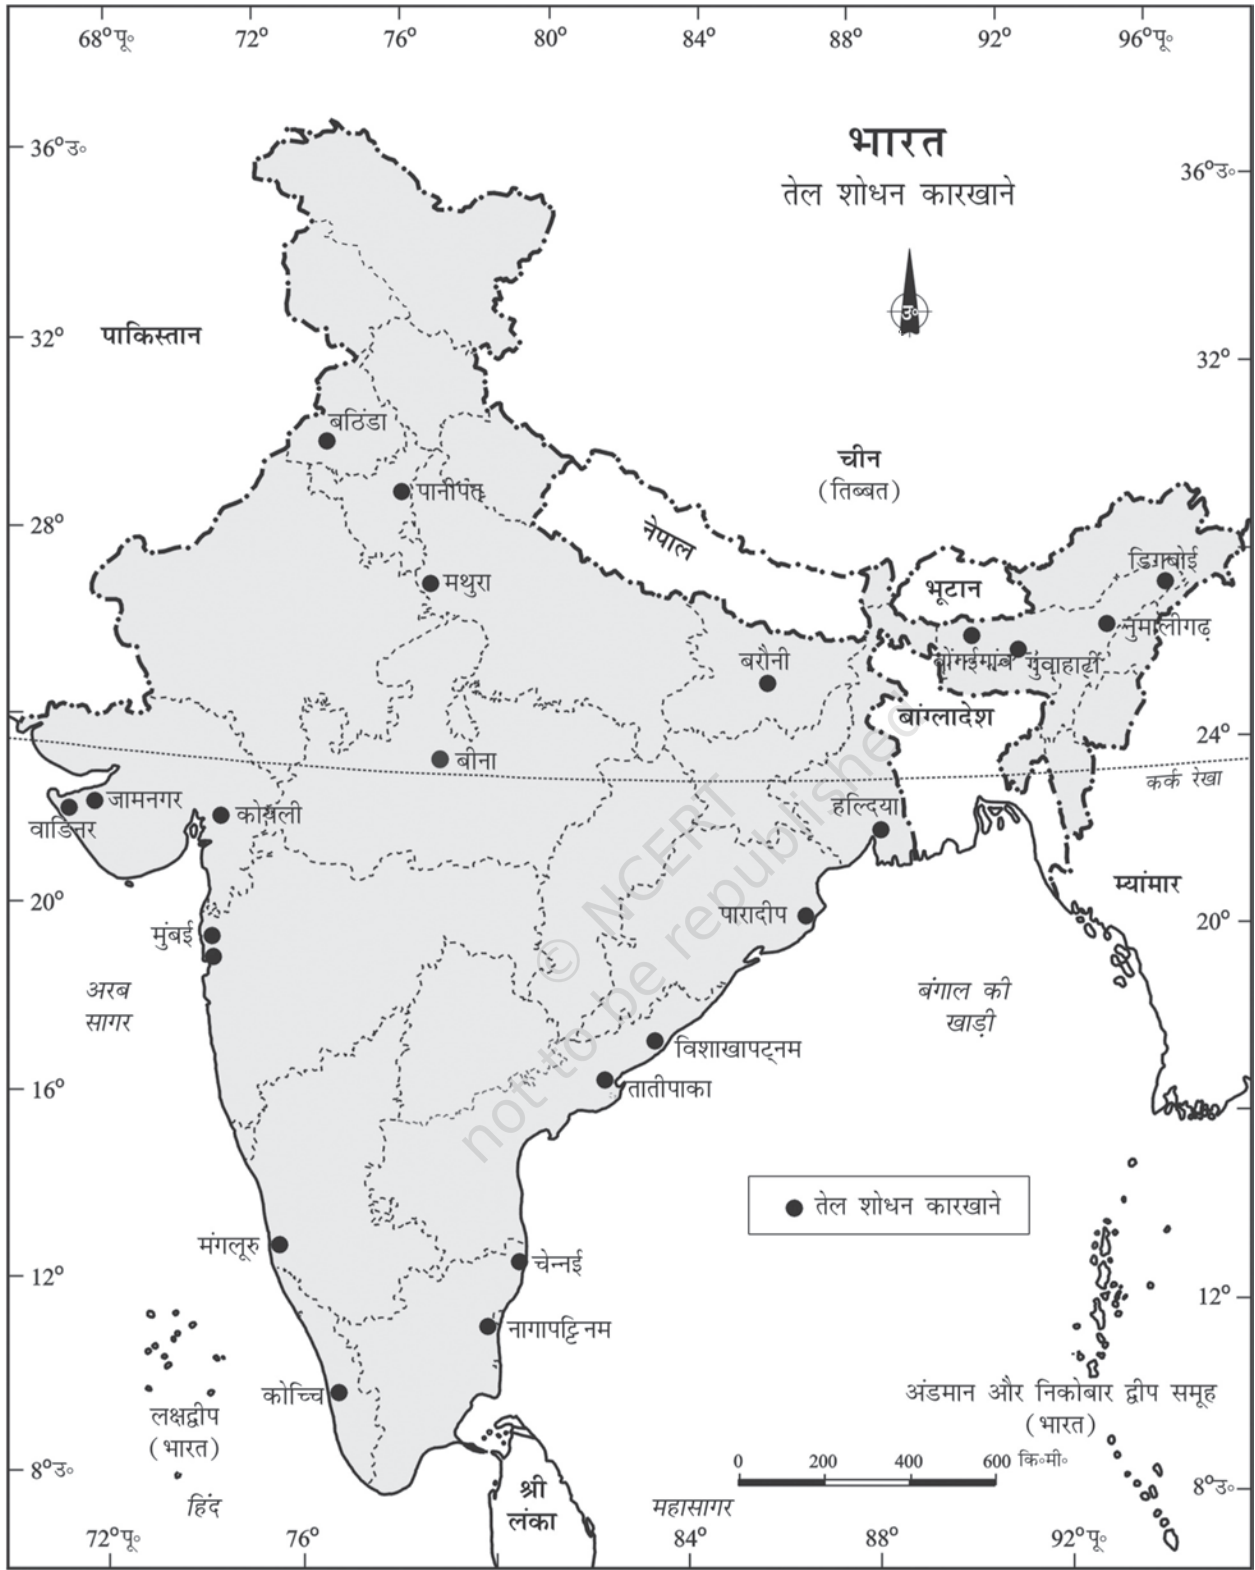 68°पू॰ 72° 76° 80° 84° 88° 92° 96°पू॰
भारत
36°उ॰
36°उ॰
तेल शोधन कारखाने
उ॰
पाकिस्तान
32°
32°
बठिंडा
चीन
(तिब्बत)
पानीपत
28°
नेपाल
डिगबोई
मथुरा
भूटान
नुमालीगढ़
बरौनी
बोंगईगांव गुवाहाटी
बांग्लादेश
24°
बीना
कर्क रेखा
जामनगर
वाडिनर
कोयली
हल्दिया
म्यांमार
20°
20°
पारादीप
मुंबई
अरब
सागर
बंगाल की
खाड़ी
विशाखापट्नम
16°
तातीपाका
तेल शोधन कारखाने
मंगलूरु
चेन्नई
12°
12°
नागापट्टिनम
कोच्चि
अंडमान और निकोबार द्वीप समूह
(भारत)
लक्षद्वीप
(भारत)
0 200 400 600 कि॰मी॰
8°उ॰
8°उ॰
श्री
लंका
हिंद
महासागर
72°पू॰ 76° 84° 88° 92°पू॰
© NCERT
not to be republished